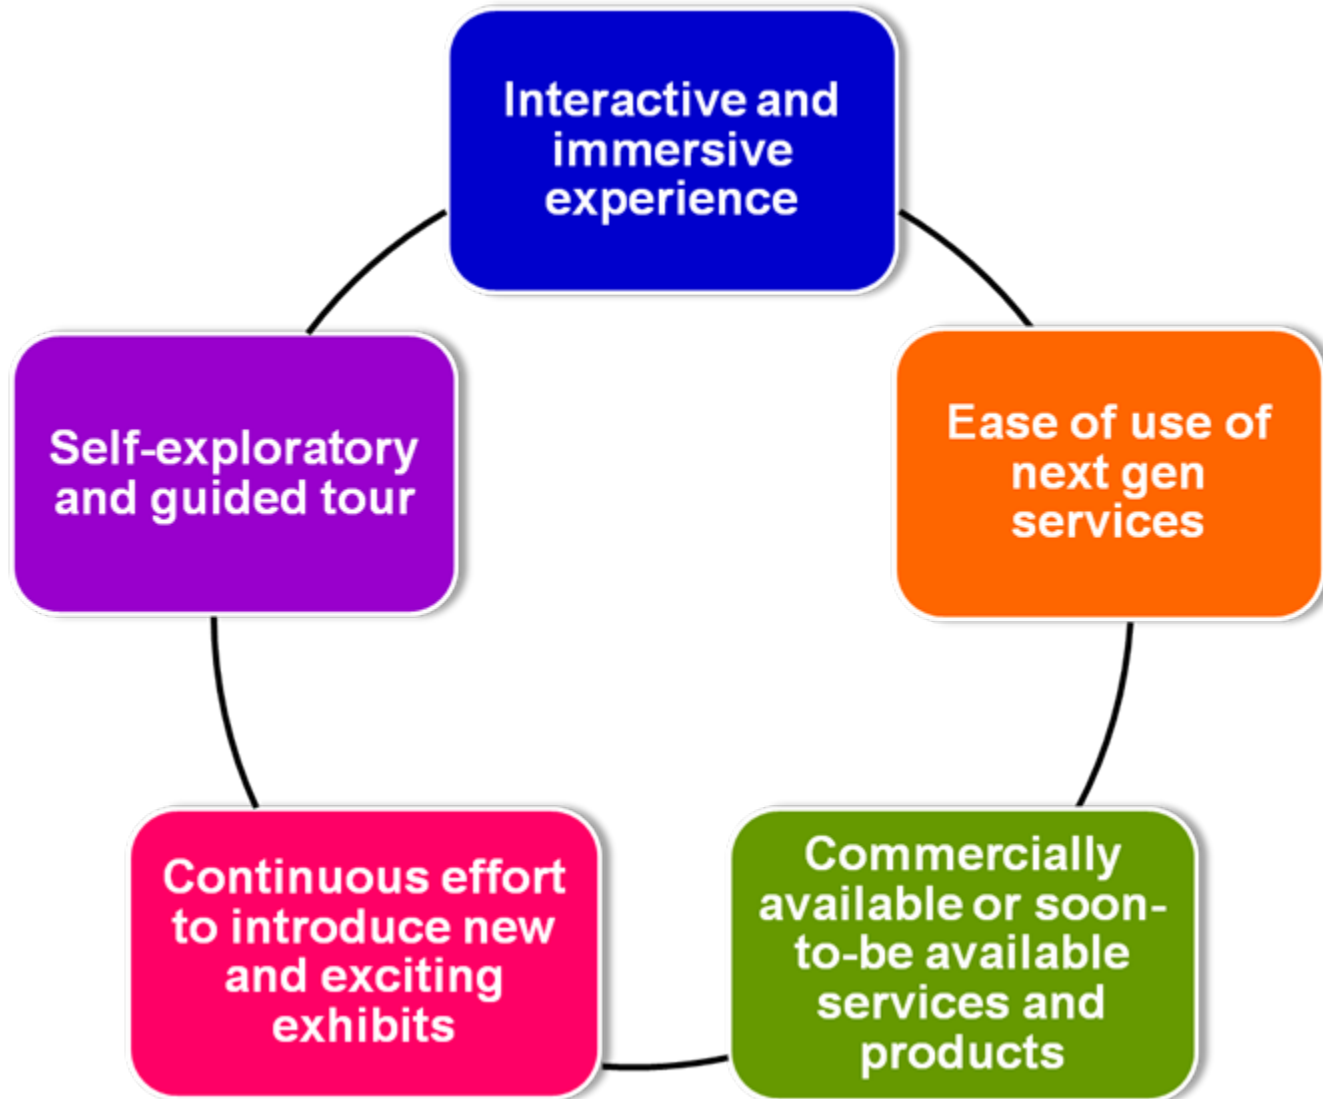 Interactive and
immersive
experience
Ease of use of
next gen
services
Commercially
available or soon-
to-be available
services and
products
Continuous effort
to introduce new
and exciting
exhibits
Self-exploratory
and guided tour